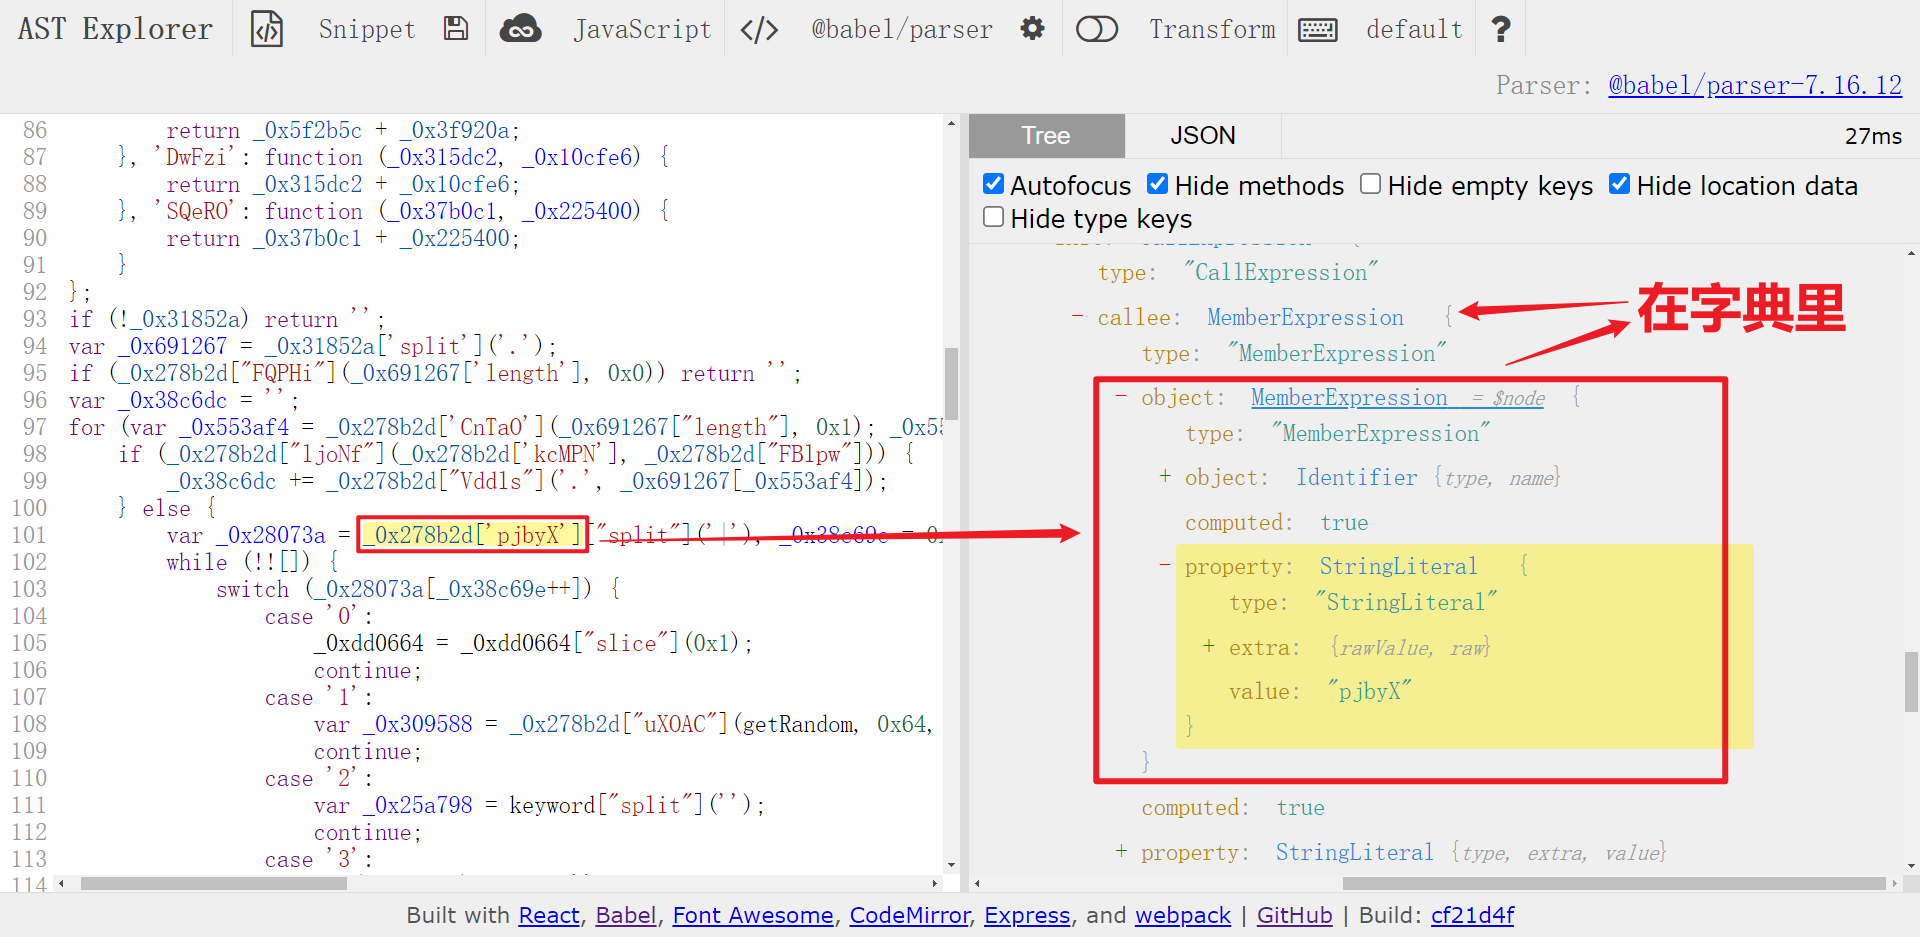 AST Explorer Snippet JavaScript </> @babel/parser Transform default ?
Parser: @babel/parser-7.16.12
86 return _0x5f2b5c + _0x3f920a;
87 }, 'DwFzi': function (_0x315dc2, _0x10cfe6) {
88 return _0x315dc2 + _0x10cfe6;
89 }, 'SQeRO': function (_0x37b0c1, _0x225400) {
90 return _0x37b0c1 + _0x225400;
91 }
92 };
93 if (!_0x31852a) return '';
94 var _0x691267 = _0x31852a['split']('.');
95 if (_0x278b2d["FQPHi"](_0x691267['length'], 0x0)) return '';
96 var _0x38c6dc = '';
97 for (var _0x553af4 = _0x278b2d['CnTaO'](_0x691267["length"], 0x1); _0x55
98 if (_0x278b2d["ljoNf"](_0x278b2d['kcMPN'], _0x278b2d["FBlpw"])) {
99 _0x38c6dc += _0x278b2d["Vddls"]('.', _0x691267[_0x553af4]);
100 } else {
101 var _0x28073a = _0x278b2d['pjbyX']["split"]('|'), _0x38c69e = 0
102 while (!![]) {
103 switch (_0x28073a[_0x38c69e++]) {
104 case '0':
105 _0xdd0664 = _0xdd0664["slice"](0x1);
106 continue;
107 case '1':
108 var _0x309588 = _0x278b2d["uXOAC"](getRandom, 0x64,
109 continue;
110 case '2':
111 var _0x25a798 = keyword["split"]('');
112 continue;
113 case '3':
114
Tree JSON 27ms
Autofocus Hide methods Hide empty keys Hide location data
Hide type keys
type: "CallExpression"
- callee: MemberExpression {
在字典里
type: "MemberExpression"
- object: MemberExpression = $node {
type: "MemberExpression"
+ object: Identifier {type, name}
computed: true
- property: StringLiteral {
type: "StringLiteral"
+ extra: {rawValue, raw}
value: "pjbyX"
}
}
computed: true
+ property: StringLiteral {type, extra, value}
Built with React, Babel, Font Awesome, CodeMirror, Express, and webpack | GitHub | Build: cf21d4f